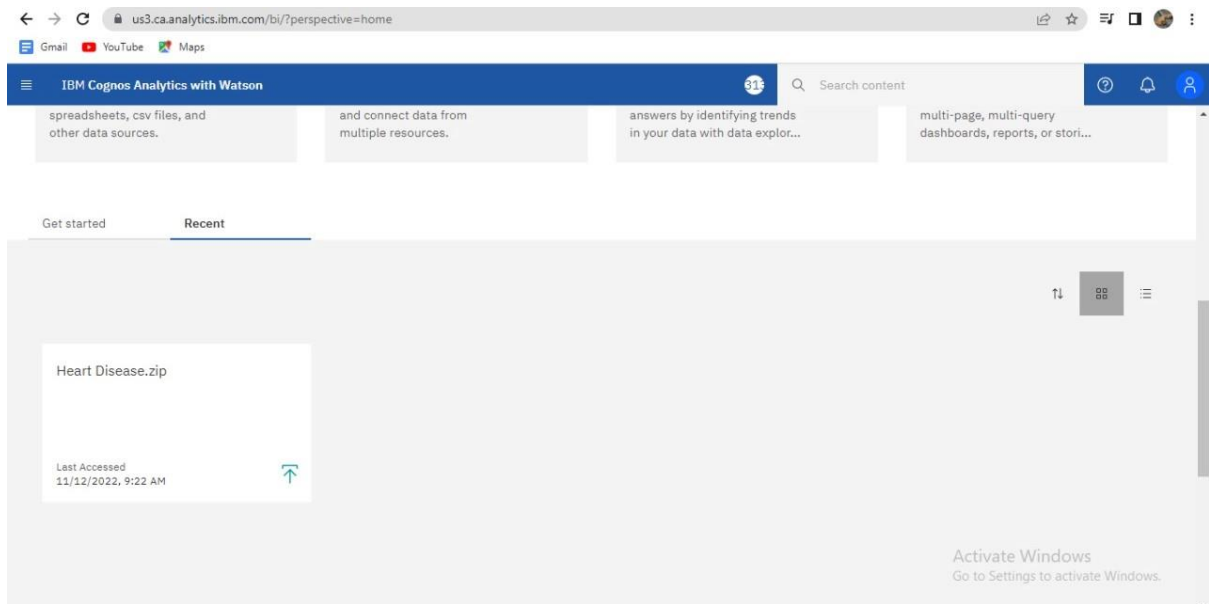 us3.ca.analytics.ibm.com/bi/?perspective=home
Gmail YouTube Maps
IBM Cognos Analytics with Watson
Search content
spreadsheets, csv files, and
other data sources.
and connect data from
multiple resources.
answers by identifying trends
in your data with data explor...
multi-page, multi-query
dashboards, reports, or stori...
Get started Recent
Heart Disease.zip
Last Accessed
11/12/2022, 9:22 AM
Activate Windows
Go to Settings to activate Windows.